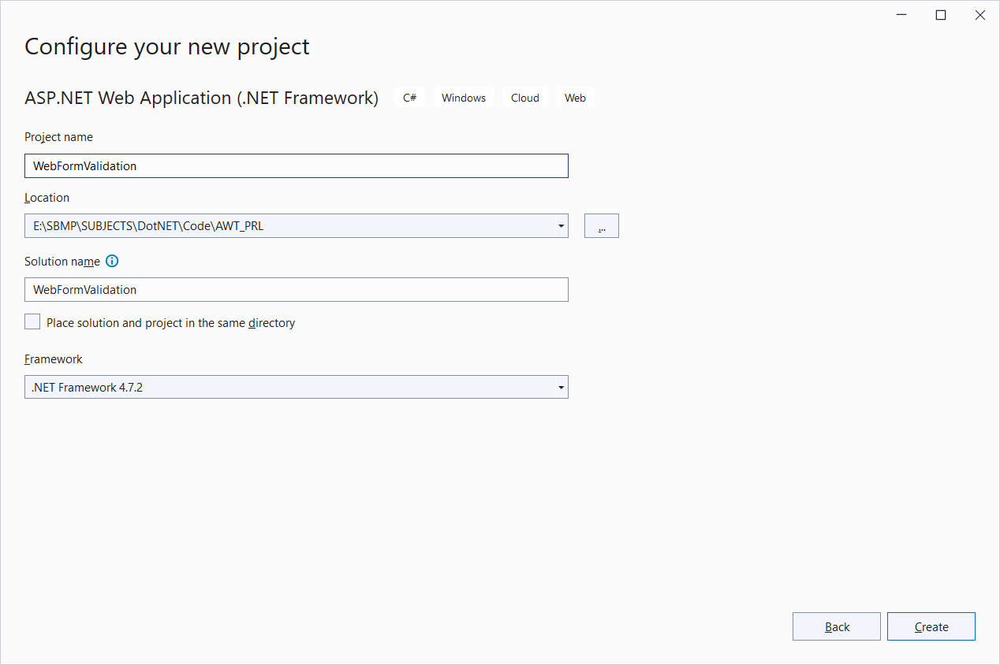 Configure your new project
ASP.NET Web Application (.NET Framework) C# Windows Cloud Web
Project name
WebFormValidation
Location
E:\SBMP\SUBJECTS\DotNET\Code\AWT_PRL
...
Solution name
WebFormValidation
Place solution and project in the same directory
Framework
.NET Framework 4.7.2
Back Create